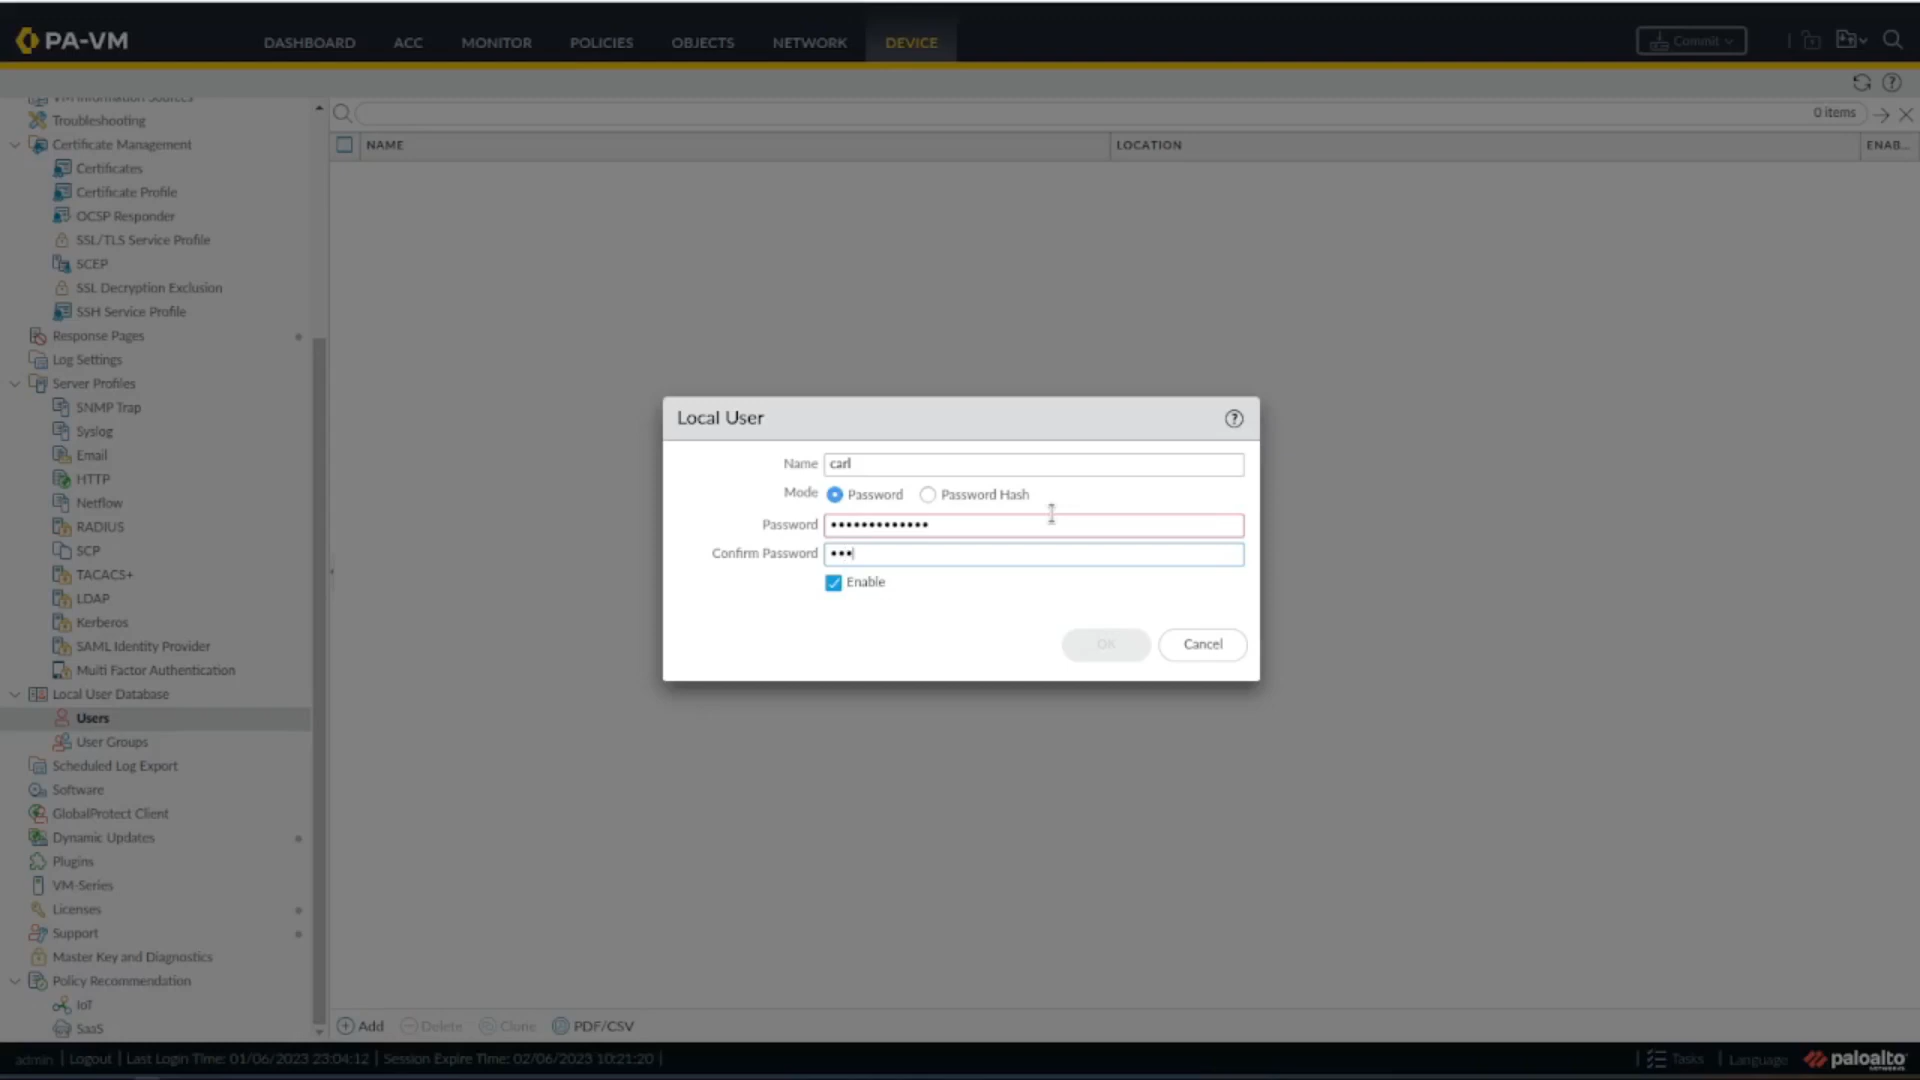 PA-VM
DASHBOARD ACC MONITOR POLICIES OBJECTS NETWORK DEVICE Commit
VM Information Sources
Troubleshooting
Certificate Management
Certificates
Certificate Profile
OCSP Responder
SSL/TLS Service Profile
SCEP
SSL Decryption Exclusion
SSH Service Profile
Response Pages
Log Settings
Server Profiles
SNMP Trap
Syslog
Email
HTTP
Netflow
RADIUS
SCP
TACACS+
LDAP
Kerberos
SAML Identity Provider
Multi Factor Authentication
Local User Database
Users
User Groups
Scheduled Log Export
Software
GlobalProtect Client
Dynamic Updates
Plugins
VM-Series
Licenses
Support
Master Key and Diagnostics
Policy Recommendation
IoT
SaaS
0 items
NAME LOCATION ENAB...
Local User
Name carl
Mode Password Password Hash
Password •••••••••••••
Confirm Password •••
Enable
OK Cancel
Add Delete Clone PDF/CSV
admin | Logout | Last Login Time: 01/06/2023 23:04:12 | Session Expire Time: 02/06/2023 10:21:20 |
| Tasks | Language paloalto
NETWORKS